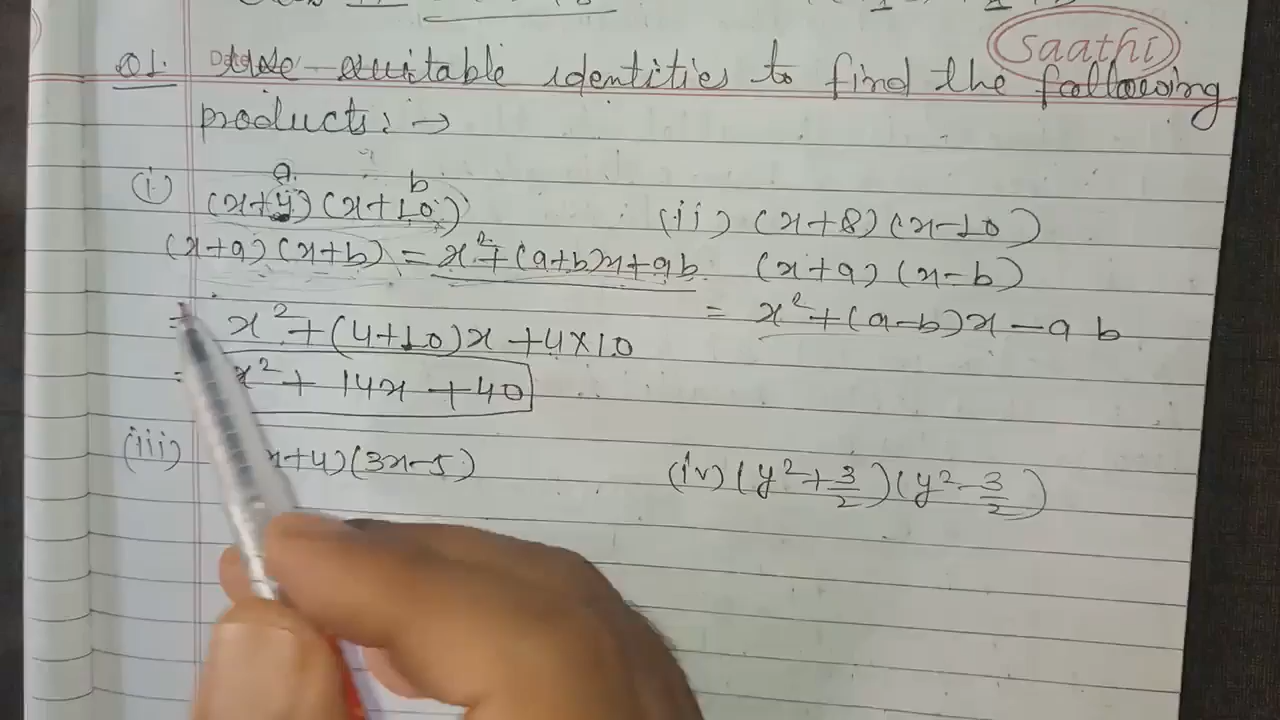 Saathi
Q1. Use suitable identities to find the following
products: →
a b
(i) (x+4)(x+10)
(ii) (x+8)(x-10)
(x+a)(x+b) = x²+(a+b)x+ab
(x+a)(x-b)
= x²+(4+10)x+4×10
= x²+(a-b)x-ab
= x²+14x+40
(iii) x+4)(3x-5)
(iv) (y²+3/2)(y²-3/2)